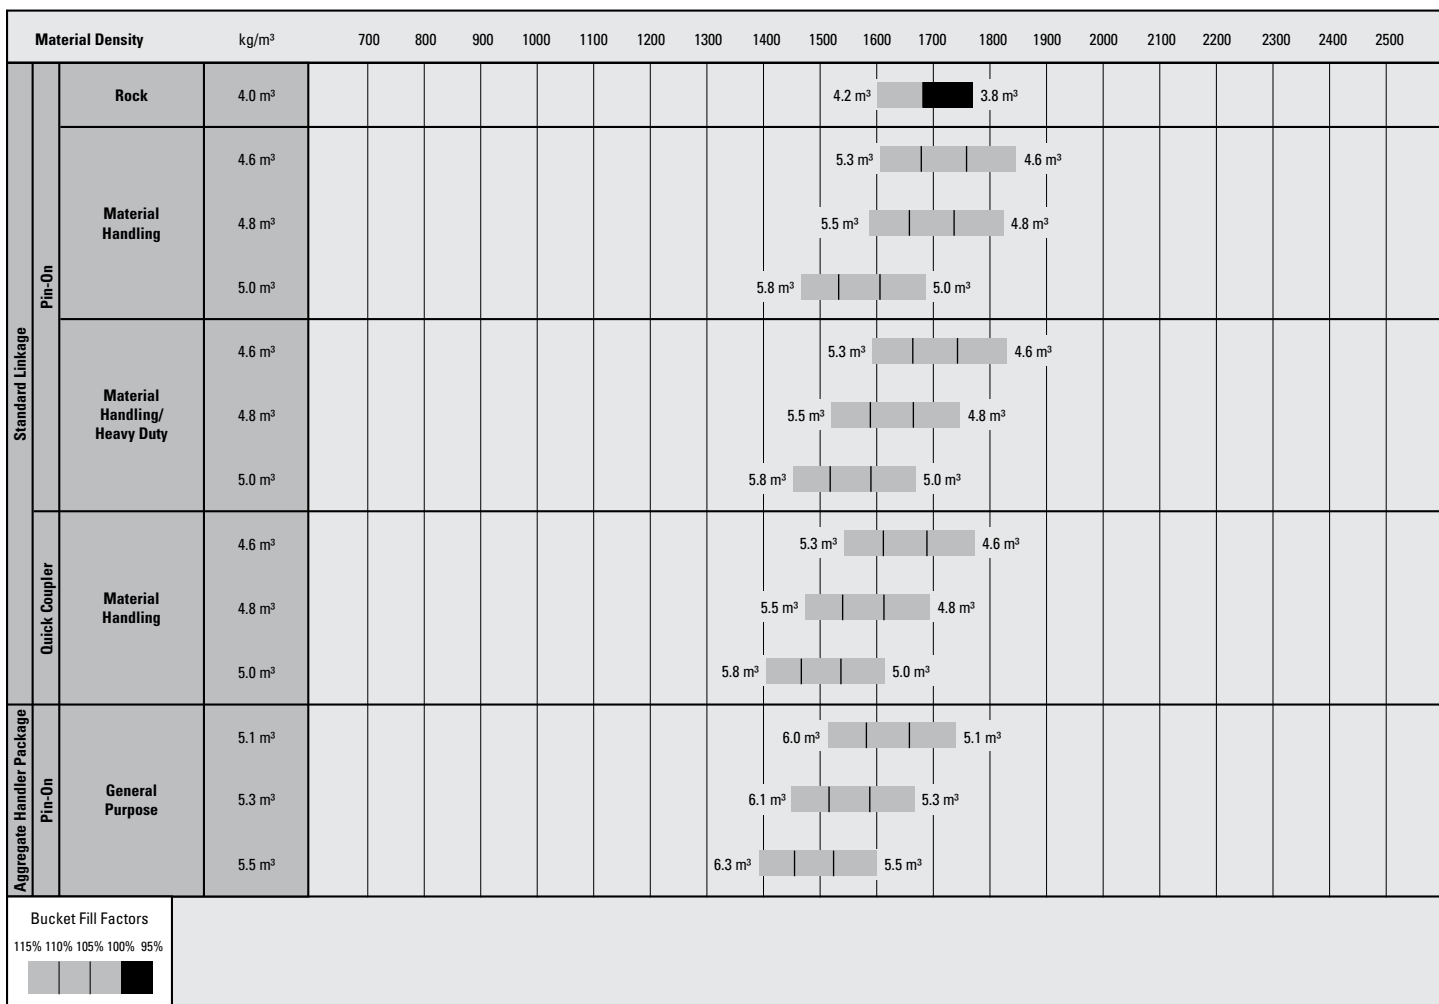 Material Density kg/m³ 700 800 900 1000 1100 1200 1300 1400 1500 1600 1700 1800 1900 2000 2100 2200 2300 2400 2500
Standard Linkage
Pin-On
Rock
4.0 m³ 4.2 m³ 3.8 m³
Material
Handling
4.6 m³ 5.3 m³ 4.6 m³
4.8 m³ 5.5 m³ 4.8 m³
5.0 m³ 5.8 m³ 5.0 m³
Material
Handling/
Heavy Duty
4.6 m³ 5.3 m³ 4.6 m³
4.8 m³ 5.5 m³ 4.8 m³
5.0 m³ 5.8 m³ 5.0 m³
Quick Coupler
Material
Handling
4.6 m³ 5.3 m³ 4.6 m³
4.8 m³ 5.5 m³ 4.8 m³
5.0 m³ 5.8 m³ 5.0 m³
Aggregate Handler Package
Pin-On
General
Purpose
5.1 m³ 6.0 m³ 5.1 m³
5.3 m³ 6.1 m³ 5.3 m³
5.5 m³ 6.3 m³ 5.5 m³
Bucket Fill Factors
115% 110% 105% 100% 95%